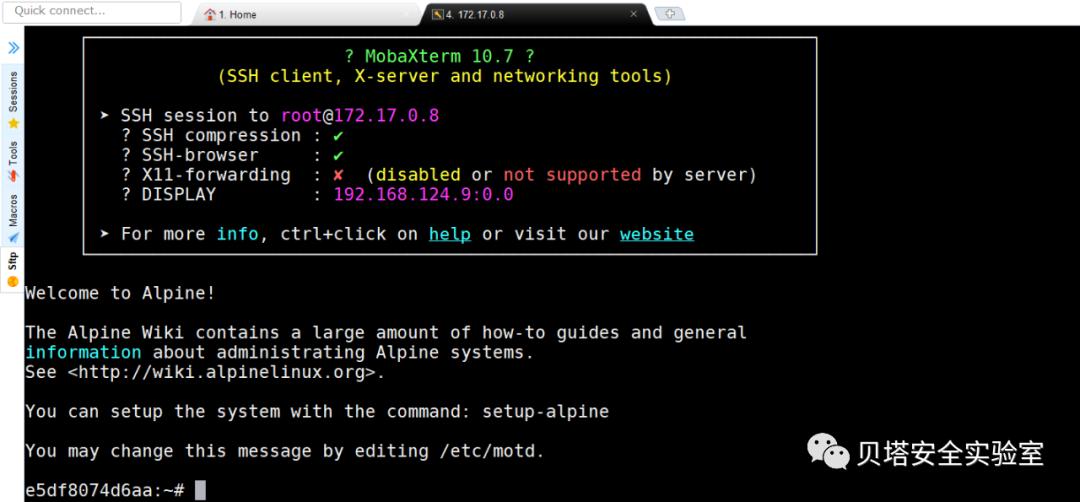 Quick connect...
1. Home
4. 172.17.0.8
Sessions
Tools
Macros
Sftp
? MobaXterm 10.7 ?
(SSH client, X-server and networking tools)
➤ SSH session to root@172.17.0.8
? SSH compression : ✔
? SSH-browser : ✔
? X11-forwarding : ✘ (disabled or not supported by server)
? DISPLAY : 192.168.124.9:0.0
➤ For more info, ctrl+click on help or visit our website
Welcome to Alpine!
The Alpine Wiki contains a large amount of how-to guides and general
information about administrating Alpine systems.
See <http://wiki.alpinelinux.org>.
You can setup the system with the command: setup-alpine
You may change this message by editing /etc/motd.
e5df8074d6aa:~#
贝塔安全实验室